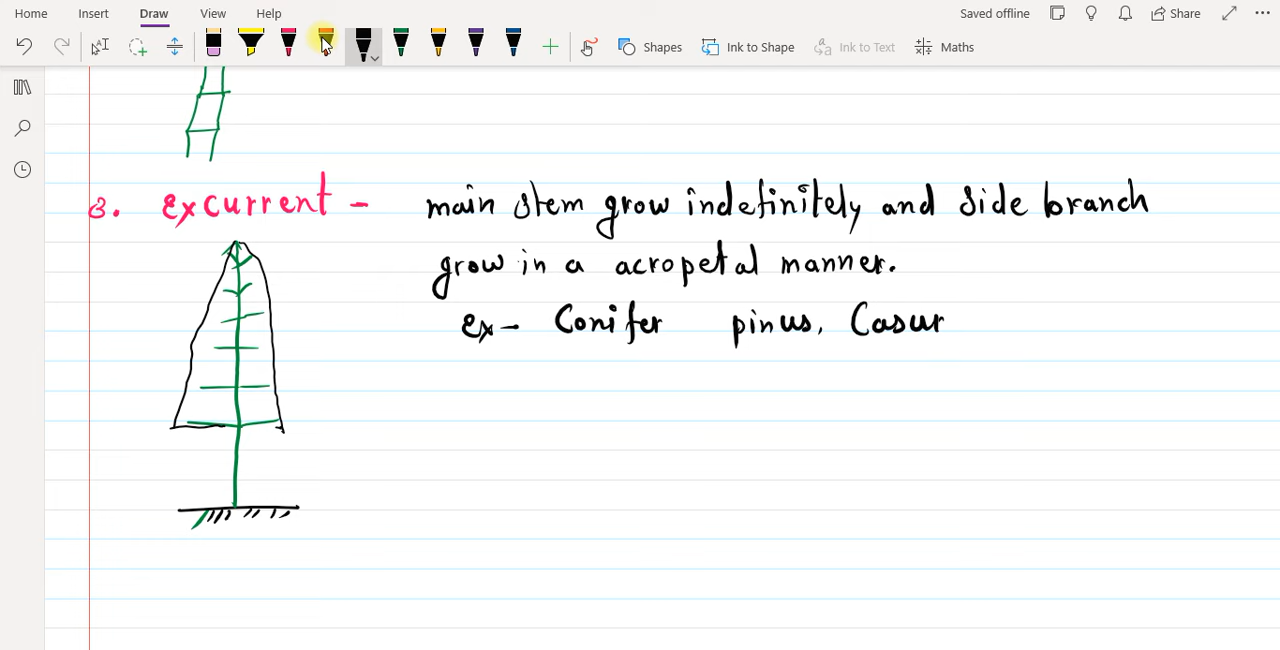 Home Insert Draw View Help Saved offline Share
Shapes Ink to Shape Ink to Text Maths
3. Excurrent - main stem grow indefinitely and side branch
grow in a acropetal manner.
ex- Conifer pinus, Casur